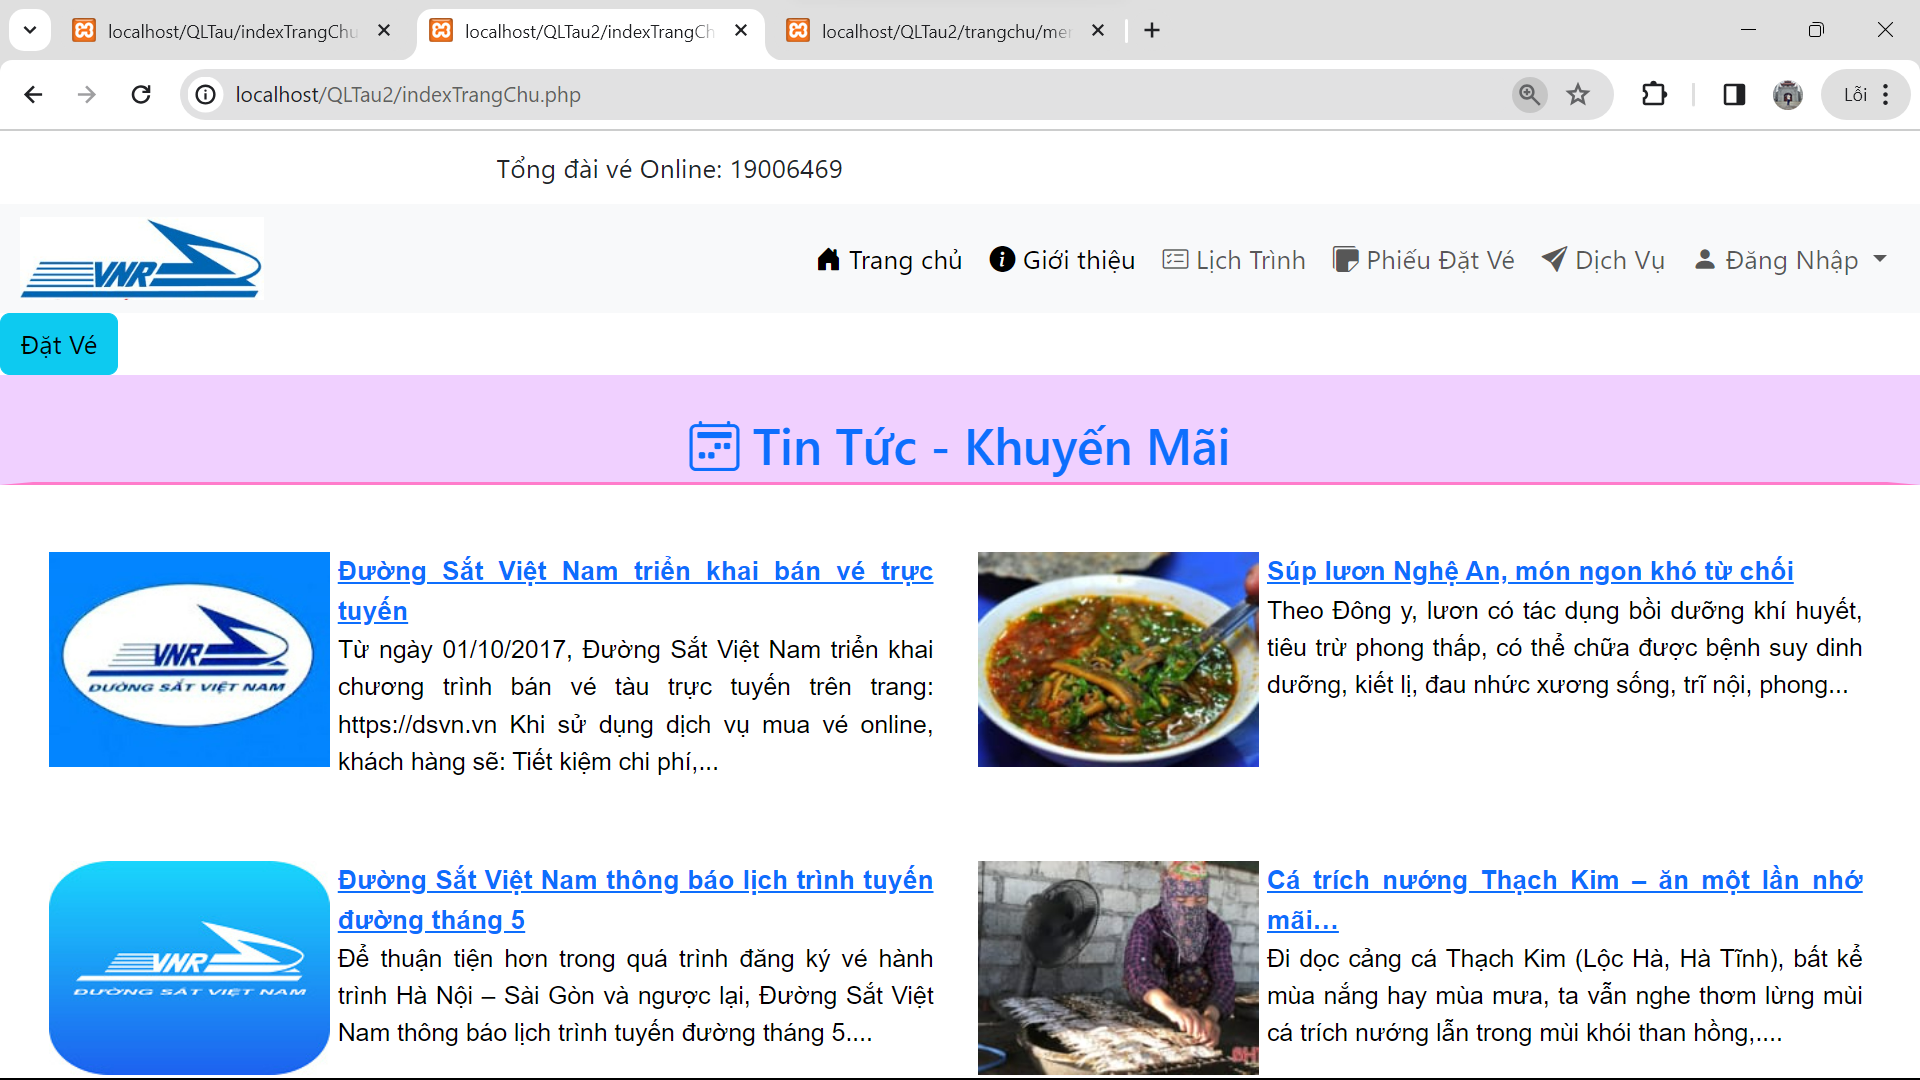 localhost/QLTau/indexTrangChu
localhost/QLTau2/indexTrangCh
localhost/QLTau2/trangchu/me
localhost/QLTau2/indexTrangChu.php
Lỗi
Tổng đài vé Online: 19006469
VNR
Trang chủ
Giới thiệu
Lịch Trình
Phiếu Đặt Vé
Dịch Vụ
Đăng Nhập
Đặt Vé
Tin Tức - Khuyến Mãi
VNR
ĐƯỜNG SẮT VIỆT NAM
Đường Sắt Việt Nam triển khai bán vé trực
tuyến
Từ ngày 01/10/2017, Đường Sắt Việt Nam triển khai
chương trình bán vé tàu trực tuyến trên trang:
https://dsvn.vn Khi sử dụng dịch vụ mua vé online,
khách hàng sẽ: Tiết kiệm chi phí,...
Súp lươn Nghệ An, món ngon khó từ chối
Theo Đông y, lươn có tác dụng bồi dưỡng khí huyết,
tiêu trừ phong thấp, có thể chữa được bệnh suy dinh
dưỡng, kiết lị, đau nhức xương sống, trĩ nội, phong...
VNR
ĐƯỜNG SẮT VIỆT NAM
Đường Sắt Việt Nam thông báo lịch trình tuyến
đường tháng 5
Để thuận tiện hơn trong quá trình đăng ký vé hành
trình Hà Nội – Sài Gòn và ngược lại, Đường Sắt Việt
Nam thông báo lịch trình tuyến đường tháng 5....
Cá trích nướng Thạch Kim – ăn một lần nhớ
mãi…
Đi dọc cảng cá Thạch Kim (Lộc Hà, Hà Tĩnh), bất kể
mùa nắng hay mùa mưa, ta vẫn nghe thơm lừng mùi
cá trích nướng lẫn trong mùi khói than hồng,....